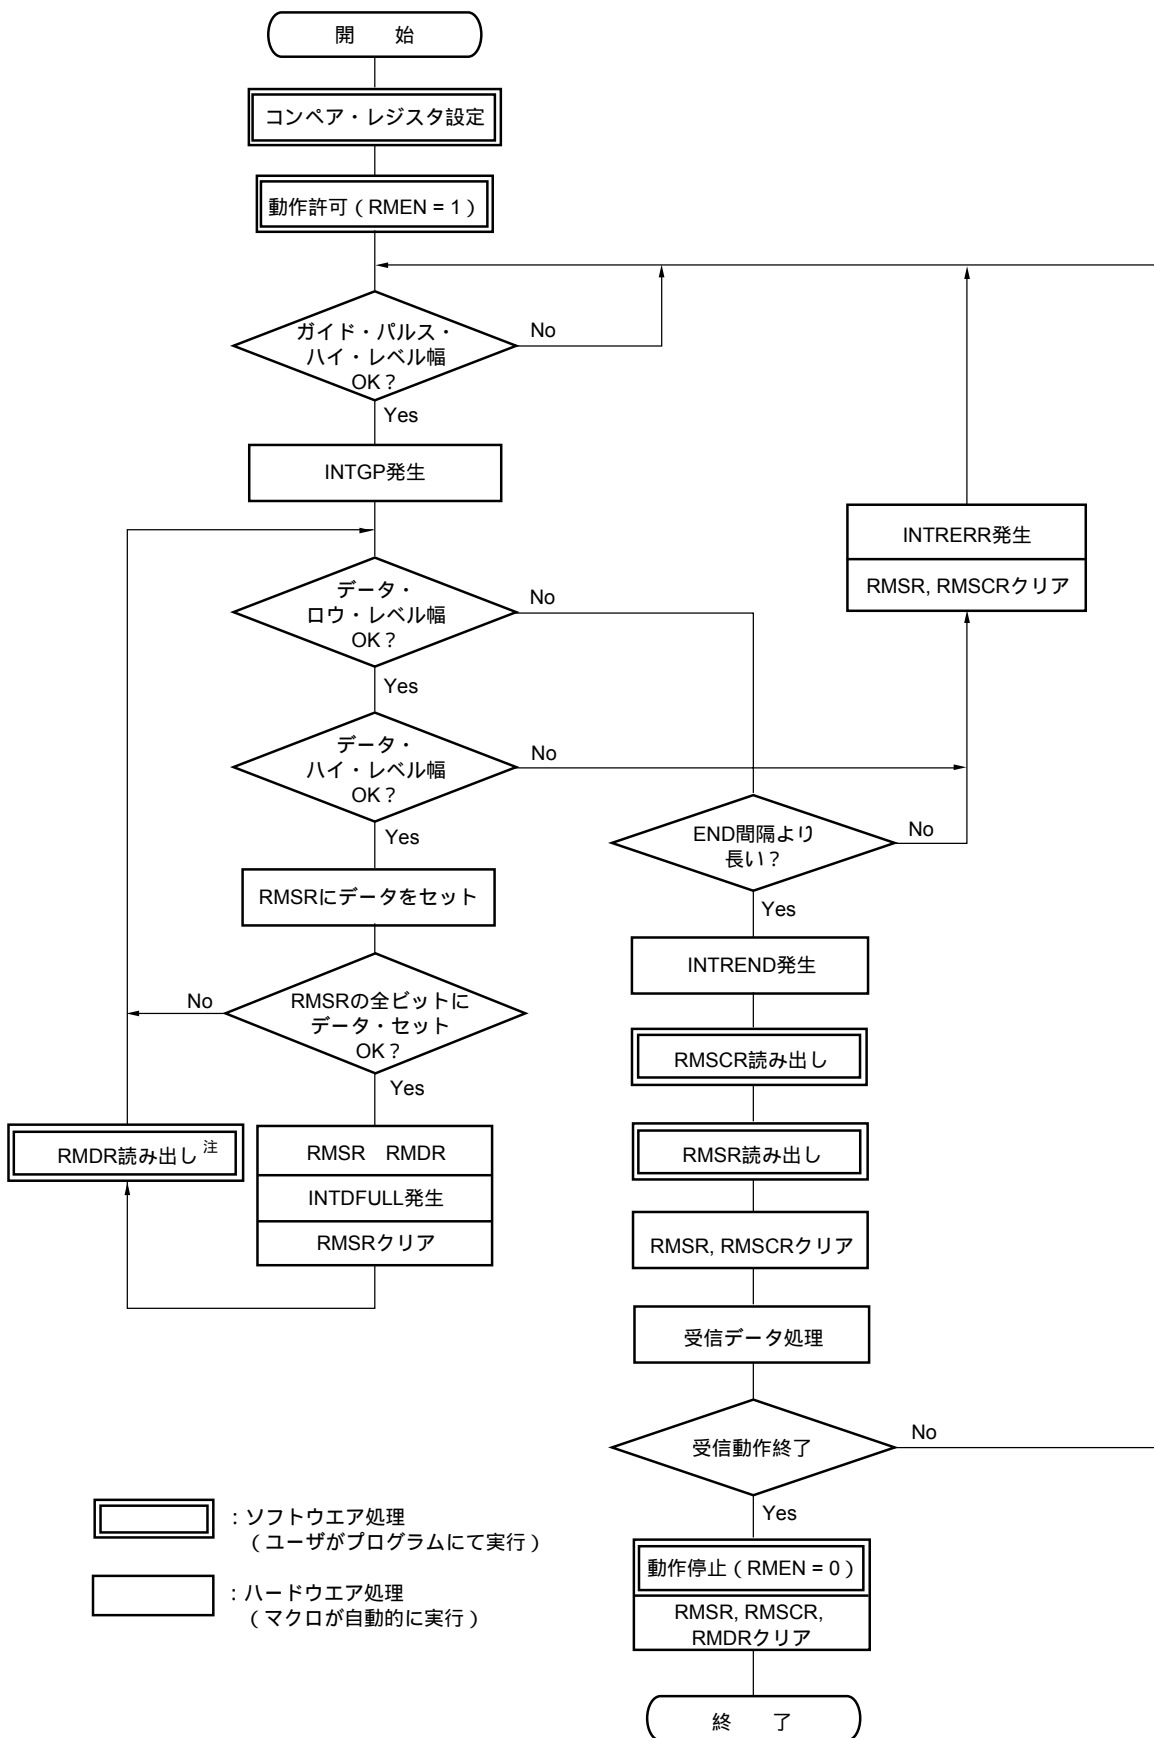 開　始
コンペア・レジスタ設定
動作許可（RMEN = 1）
ガイド・パルス・
ハイ・レベル幅
OK？
No
Yes
INTGP発生
データ・
ロウ・レベル幅
OK？
No
Yes
データ・
ハイ・レベル幅
OK？
No
Yes
RMSRにデータをセット
RMSRの全ビットに
データ・セット
OK？
No
Yes
RMSR　RMDR
INTDFULL発生
RMSRクリア
RMDR読み出し注
INTRERR発生
RMSR, RMSCRクリア
END間隔より
長い？
No
Yes
INTREND発生
RMSCR読み出し
RMSR読み出し
RMSR, RMSCRクリア
受信データ処理
受信動作終了
No
Yes
動作停止（RMEN = 0）
RMSR, RMSCR,
RMDRクリア
終　了
：ソフトウエア処理
（ユーザがプログラムにて実行）
：ハードウエア処理
（マクロが自動的に実行）